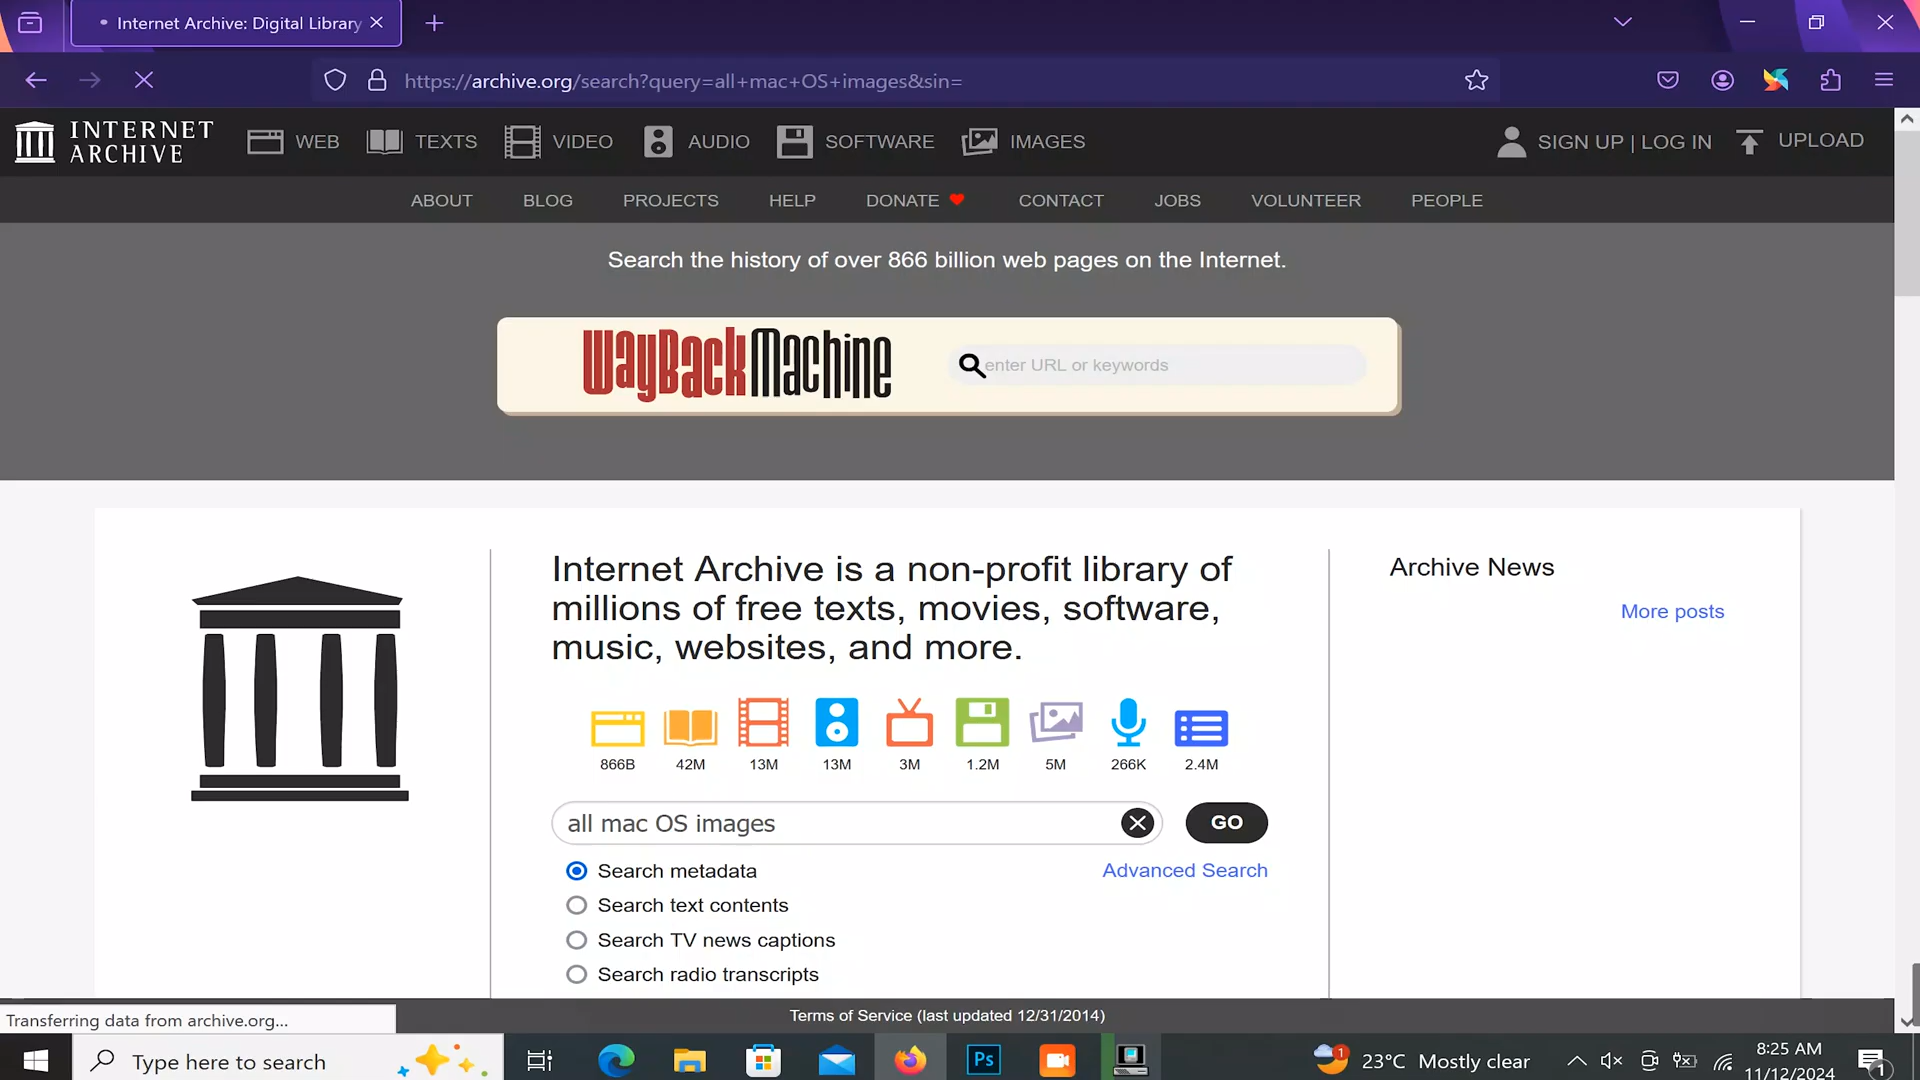 Internet Archive: Digital Library
https://archive.org/search?query=all+mac+OS+images&sin=
INTERNET ARCHIVE
WEB
TEXTS
VIDEO
AUDIO
SOFTWARE
IMAGES
SIGN UP | LOG IN
UPLOAD
ABOUT
BLOG
PROJECTS
HELP
DONATE
CONTACT
JOBS
VOLUNTEER
PEOPLE
Search the history of over 866 billion web pages on the Internet.
WayBackMachine
enter URL or keywords
Internet Archive is a non-profit library of
millions of free texts, movies, software,
music, websites, and more.
Archive News
More posts
866B
42M
13M
13M
3M
1.2M
5M
266K
2.4M
all mac OS images
GO
Search metadata
Advanced Search
Search text contents
Search TV news captions
Search radio transcripts
Transferring data from archive.org...
Terms of Service (last updated 12/31/2014)
Type here to search
Ps
1
23°C Mostly clear
8:25 AM
11/12/2024
1